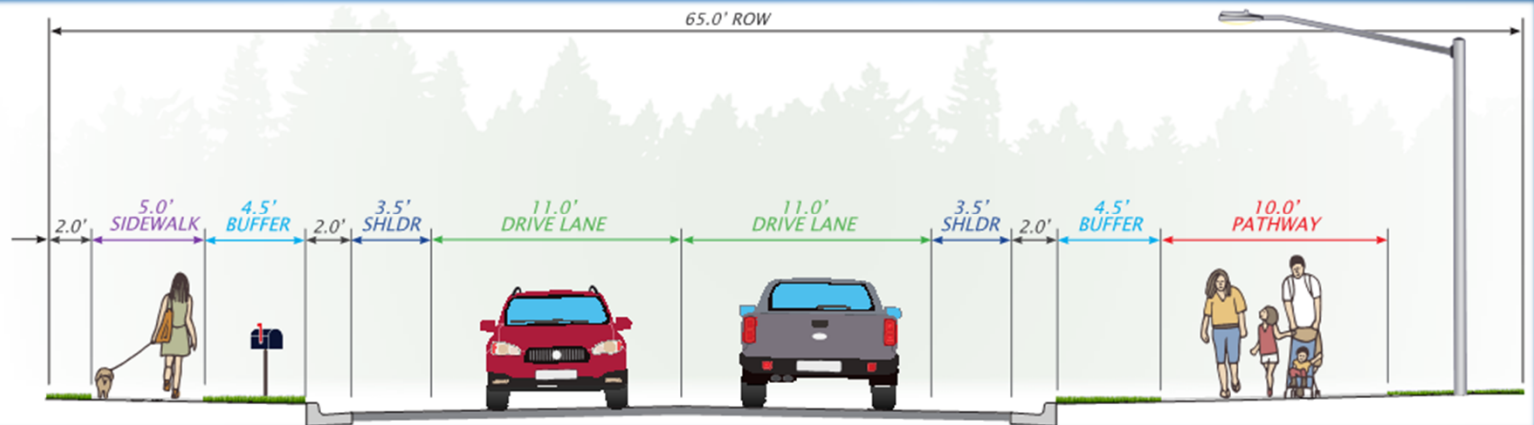 65.0' ROW
2.0'
5.0'
SIDEWALK
4.5'
BUFFER
2.0'
3.5'
SHLDR
11.0'
DRIVE LANE
11.0'
DRIVE LANE
3.5'
SHLDR
2.0'
4.5'
BUFFER
10.0'
PATHWAY